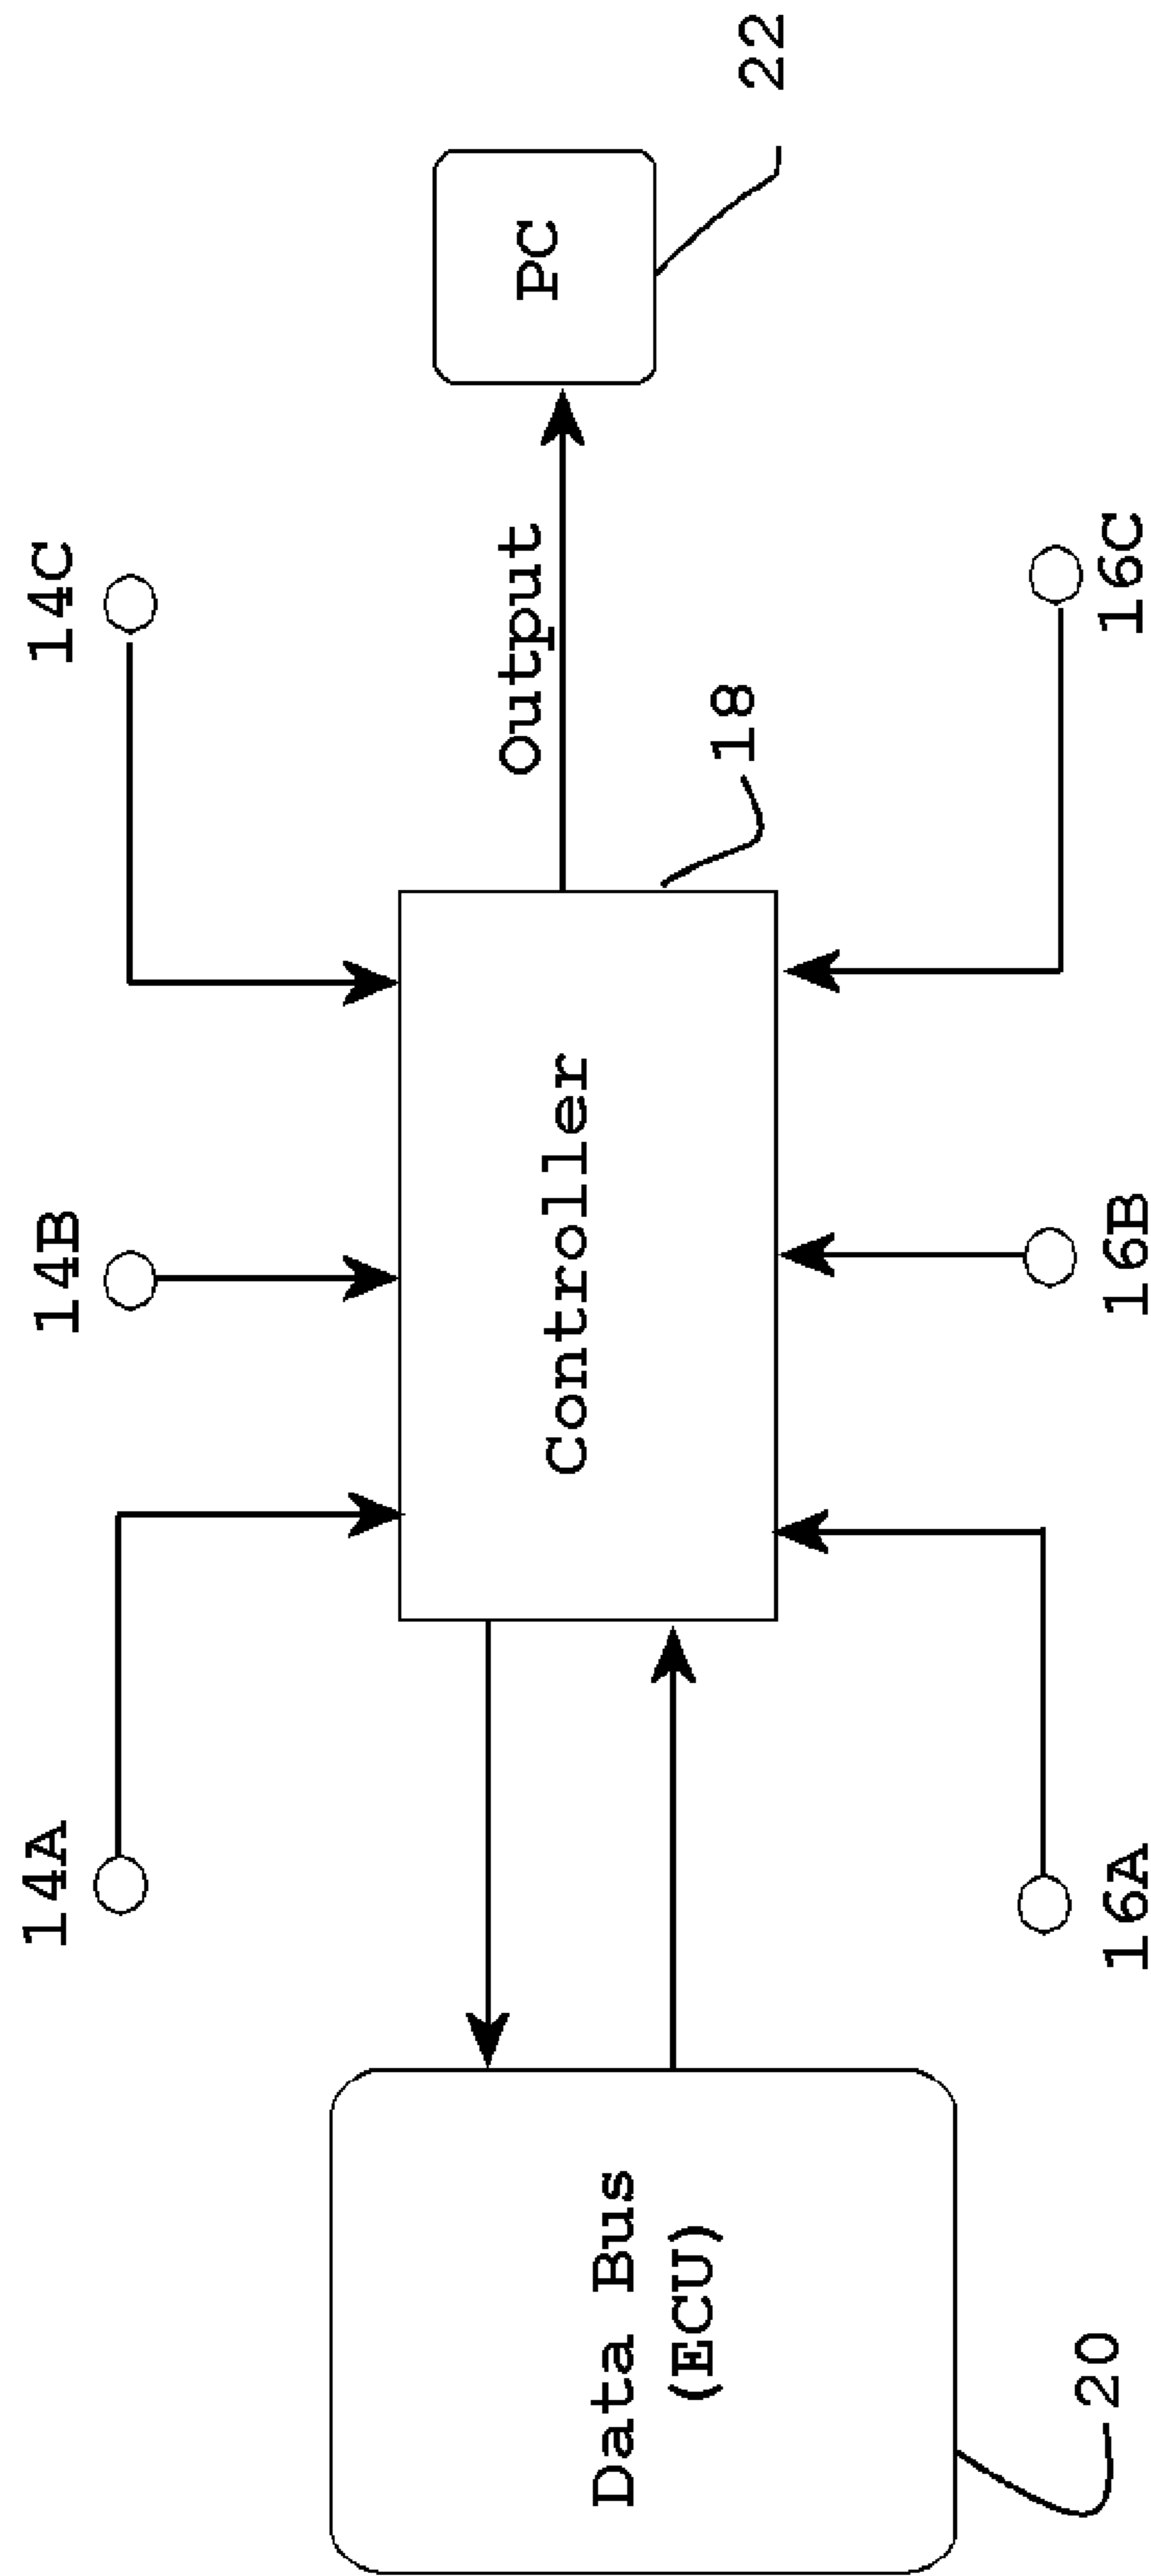 14A
14B
14C
Data Bus
(ECU)
Controller
Output
PC
18
20
22
16A
16B
16C